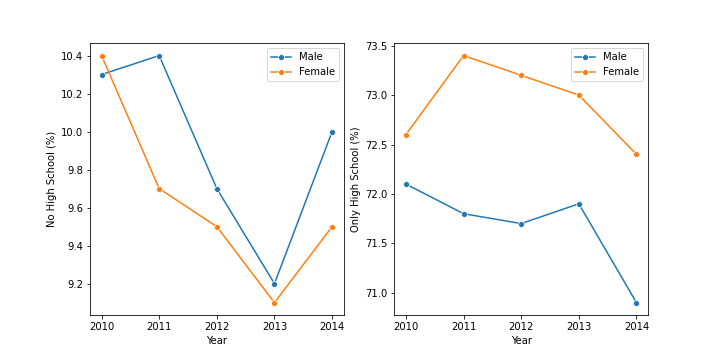 No High School (%)
10.4
10.2
10.0
9.8
9.6
9.4
9.2
2010
2011
2012
2013
2014
Year
Male
Female
Only High School (%)
73.5
73.0
72.5
72.0
71.5
71.0
2010
2011
2012
2013
2014
Year
Male
Female